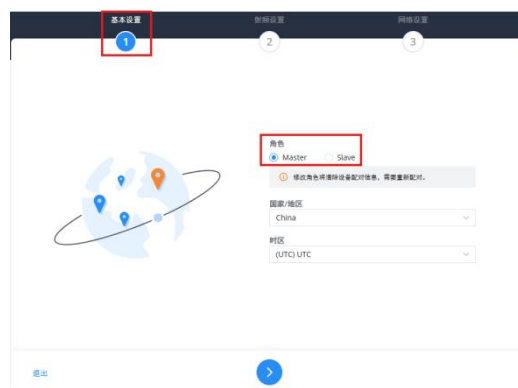 基本设置 射频设置 网络设置
1 2 3
角色
Master Slave
修改角色将清除设备配对信息，需要重新配对。
国家/地区
China
时区
(UTC) UTC
退出